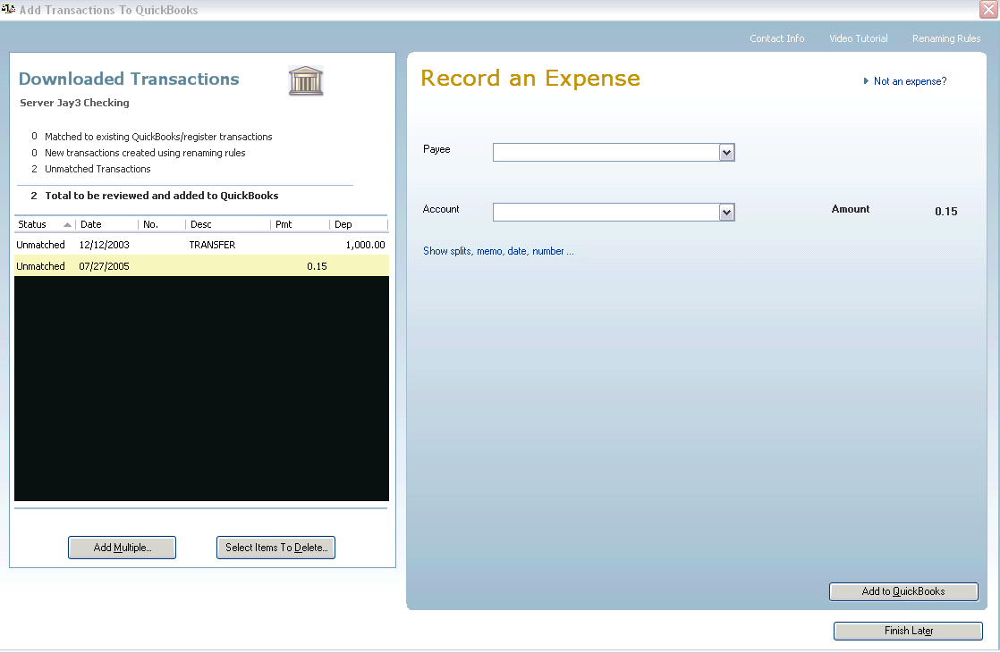 Add Transactions To QuickBooks
Contact Info Video Tutorial Renaming Rules
Downloaded Transactions
Server Jay3 Checking
0 Matched to existing QuickBooks/register transactions
0 New transactions created using renaming rules
2 Unmatched Transactions
2 Total to be reviewed and added to QuickBooks
Status Date No. Desc Pmt Dep
Unmatched 12/12/2003 TRANSFER 1,000.00
Unmatched 07/27/2005 0.15
Add Multiple...
Select Items To Delete...
Record an Expense
Not an expense?
Payee
Account
Amount 0.15
Show splits, memo, date, number ...
Add to QuickBooks
Finish Later